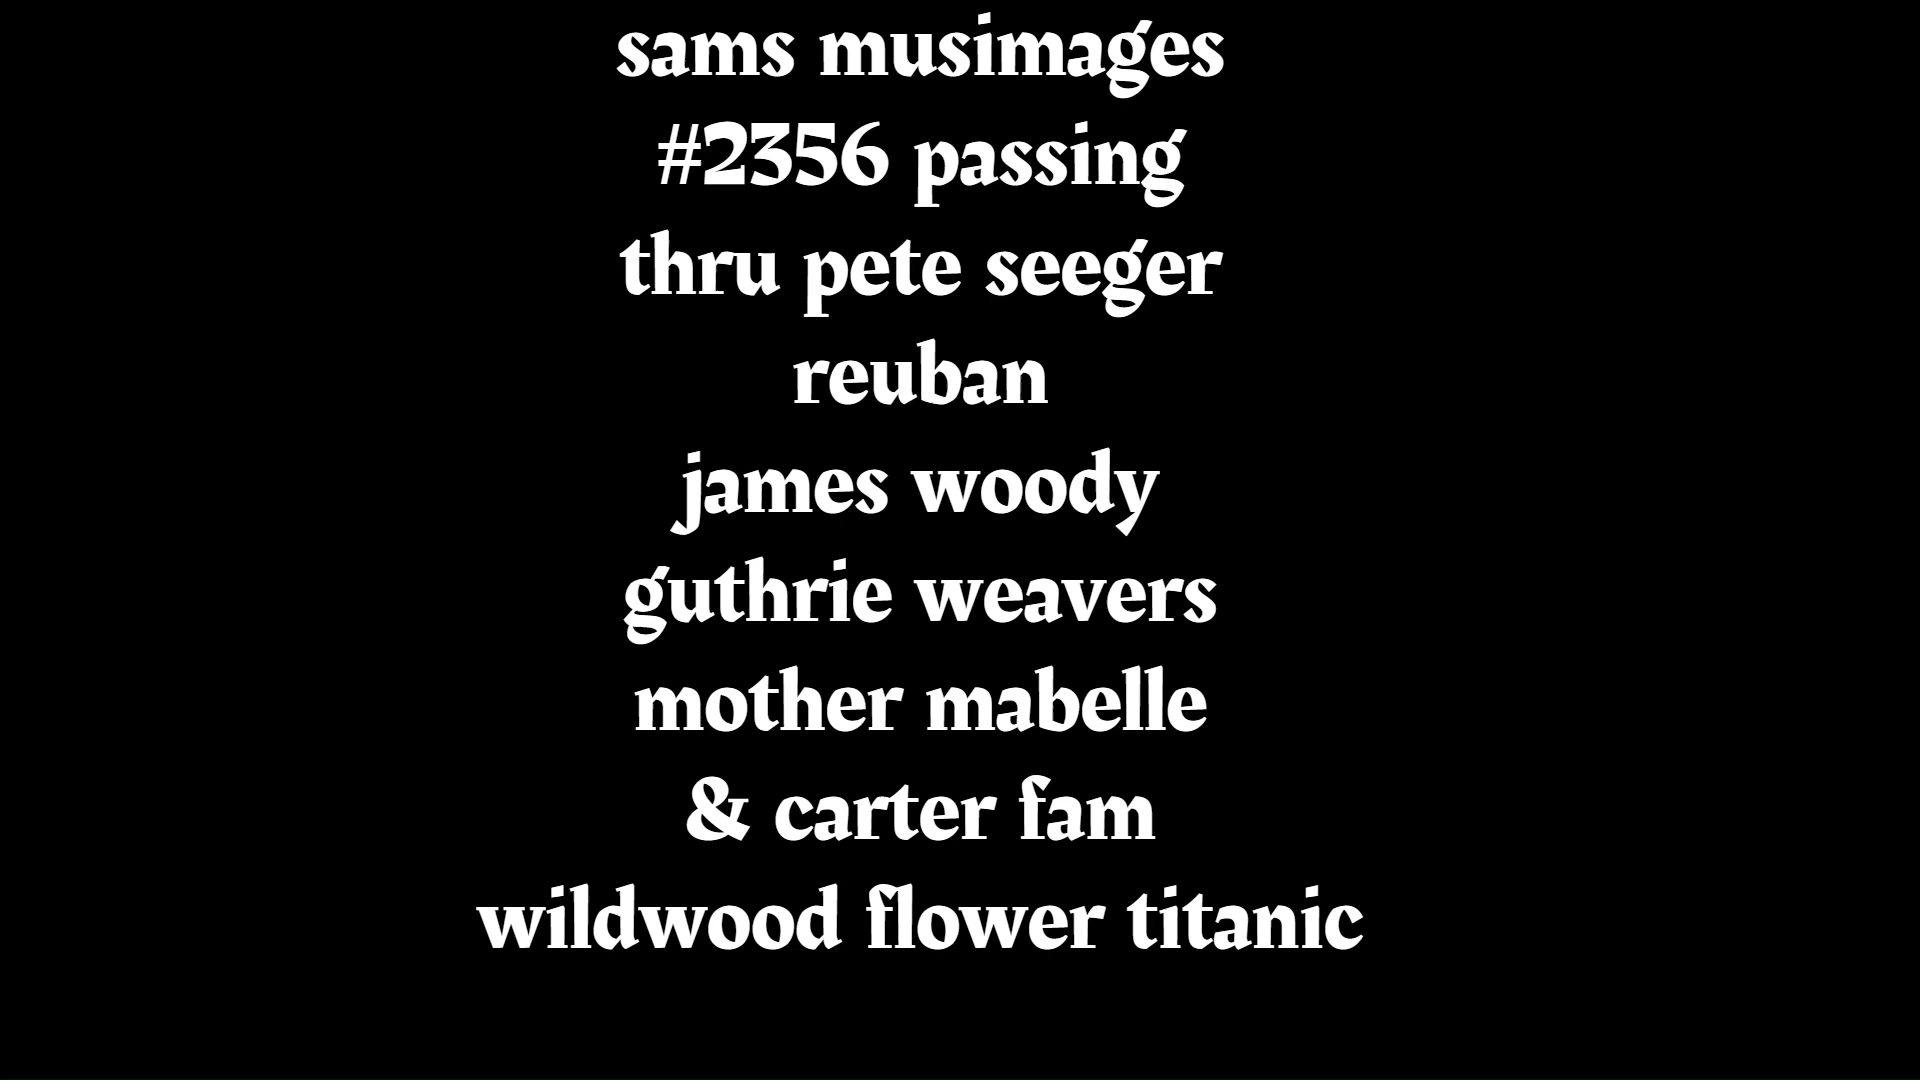 sams musimages
#2356 passing
thru pete seeger
reuban
james woody
guthrie weavers
mother mabelle
& carter fam
wildwood flower titanic